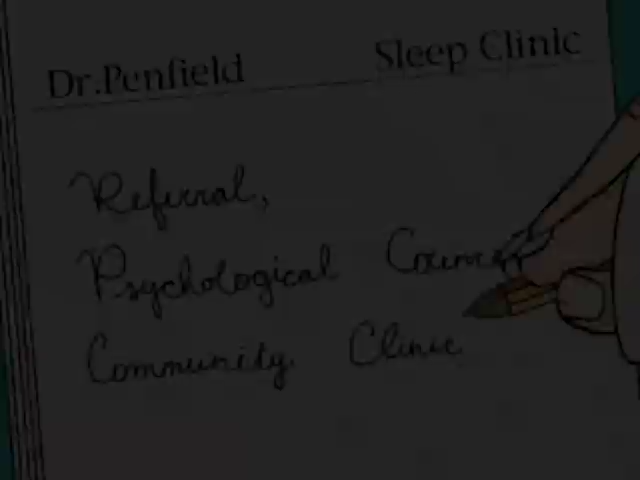 Dr.Penfield Sleep Clinic
Referral,
Psychological
Community Clinic